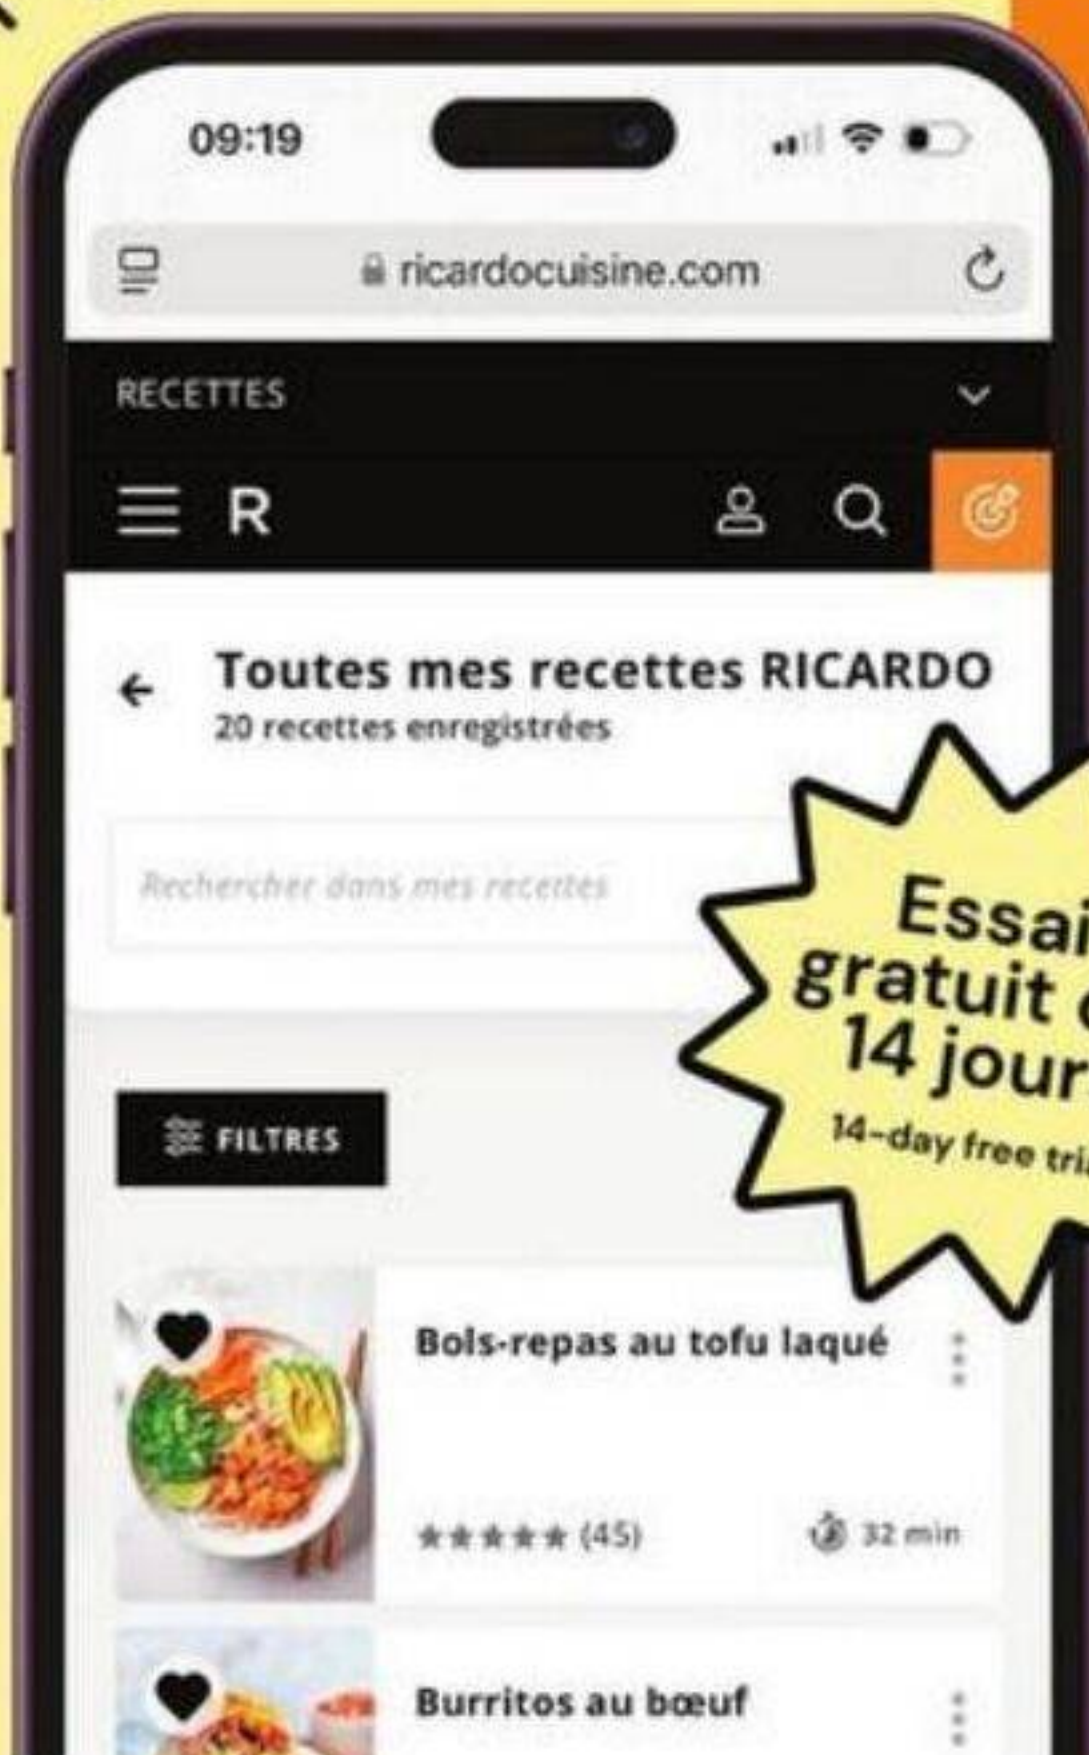 09:19
ricardocuisine.com
RECETTES
R
Toutes mes recettes RICARDO
20 recettes enregistrées
Rechercher dans mes recettes
Essai
gratuit
14 jour
14-day free tria
FILTRES
Bols-repas au tofu laqué
(45)
32 min
Burritos au bœuf